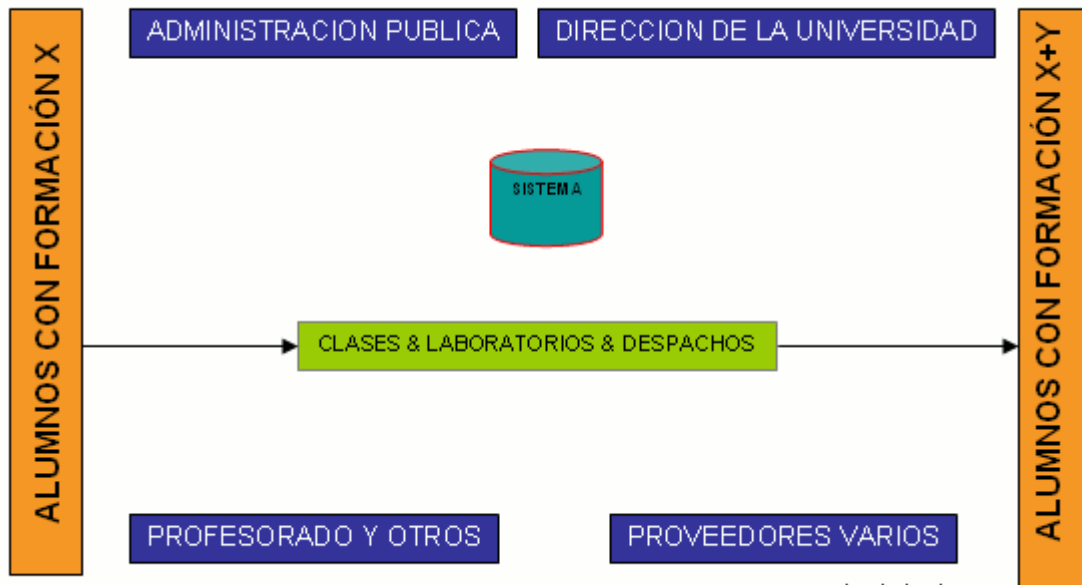 ADMINISTRACION PUBLICA
DIRECCION DE LA UNIVERSIDAD
ALUMNOS CON FORMACIÓN X
SISTEMA
CLASES & LABORATORIOS & DESPACHOS
ALUMNOS CON FORMACIÓN X+Y
PROFESORADO Y OTROS
PROVEEDORES VARIOS